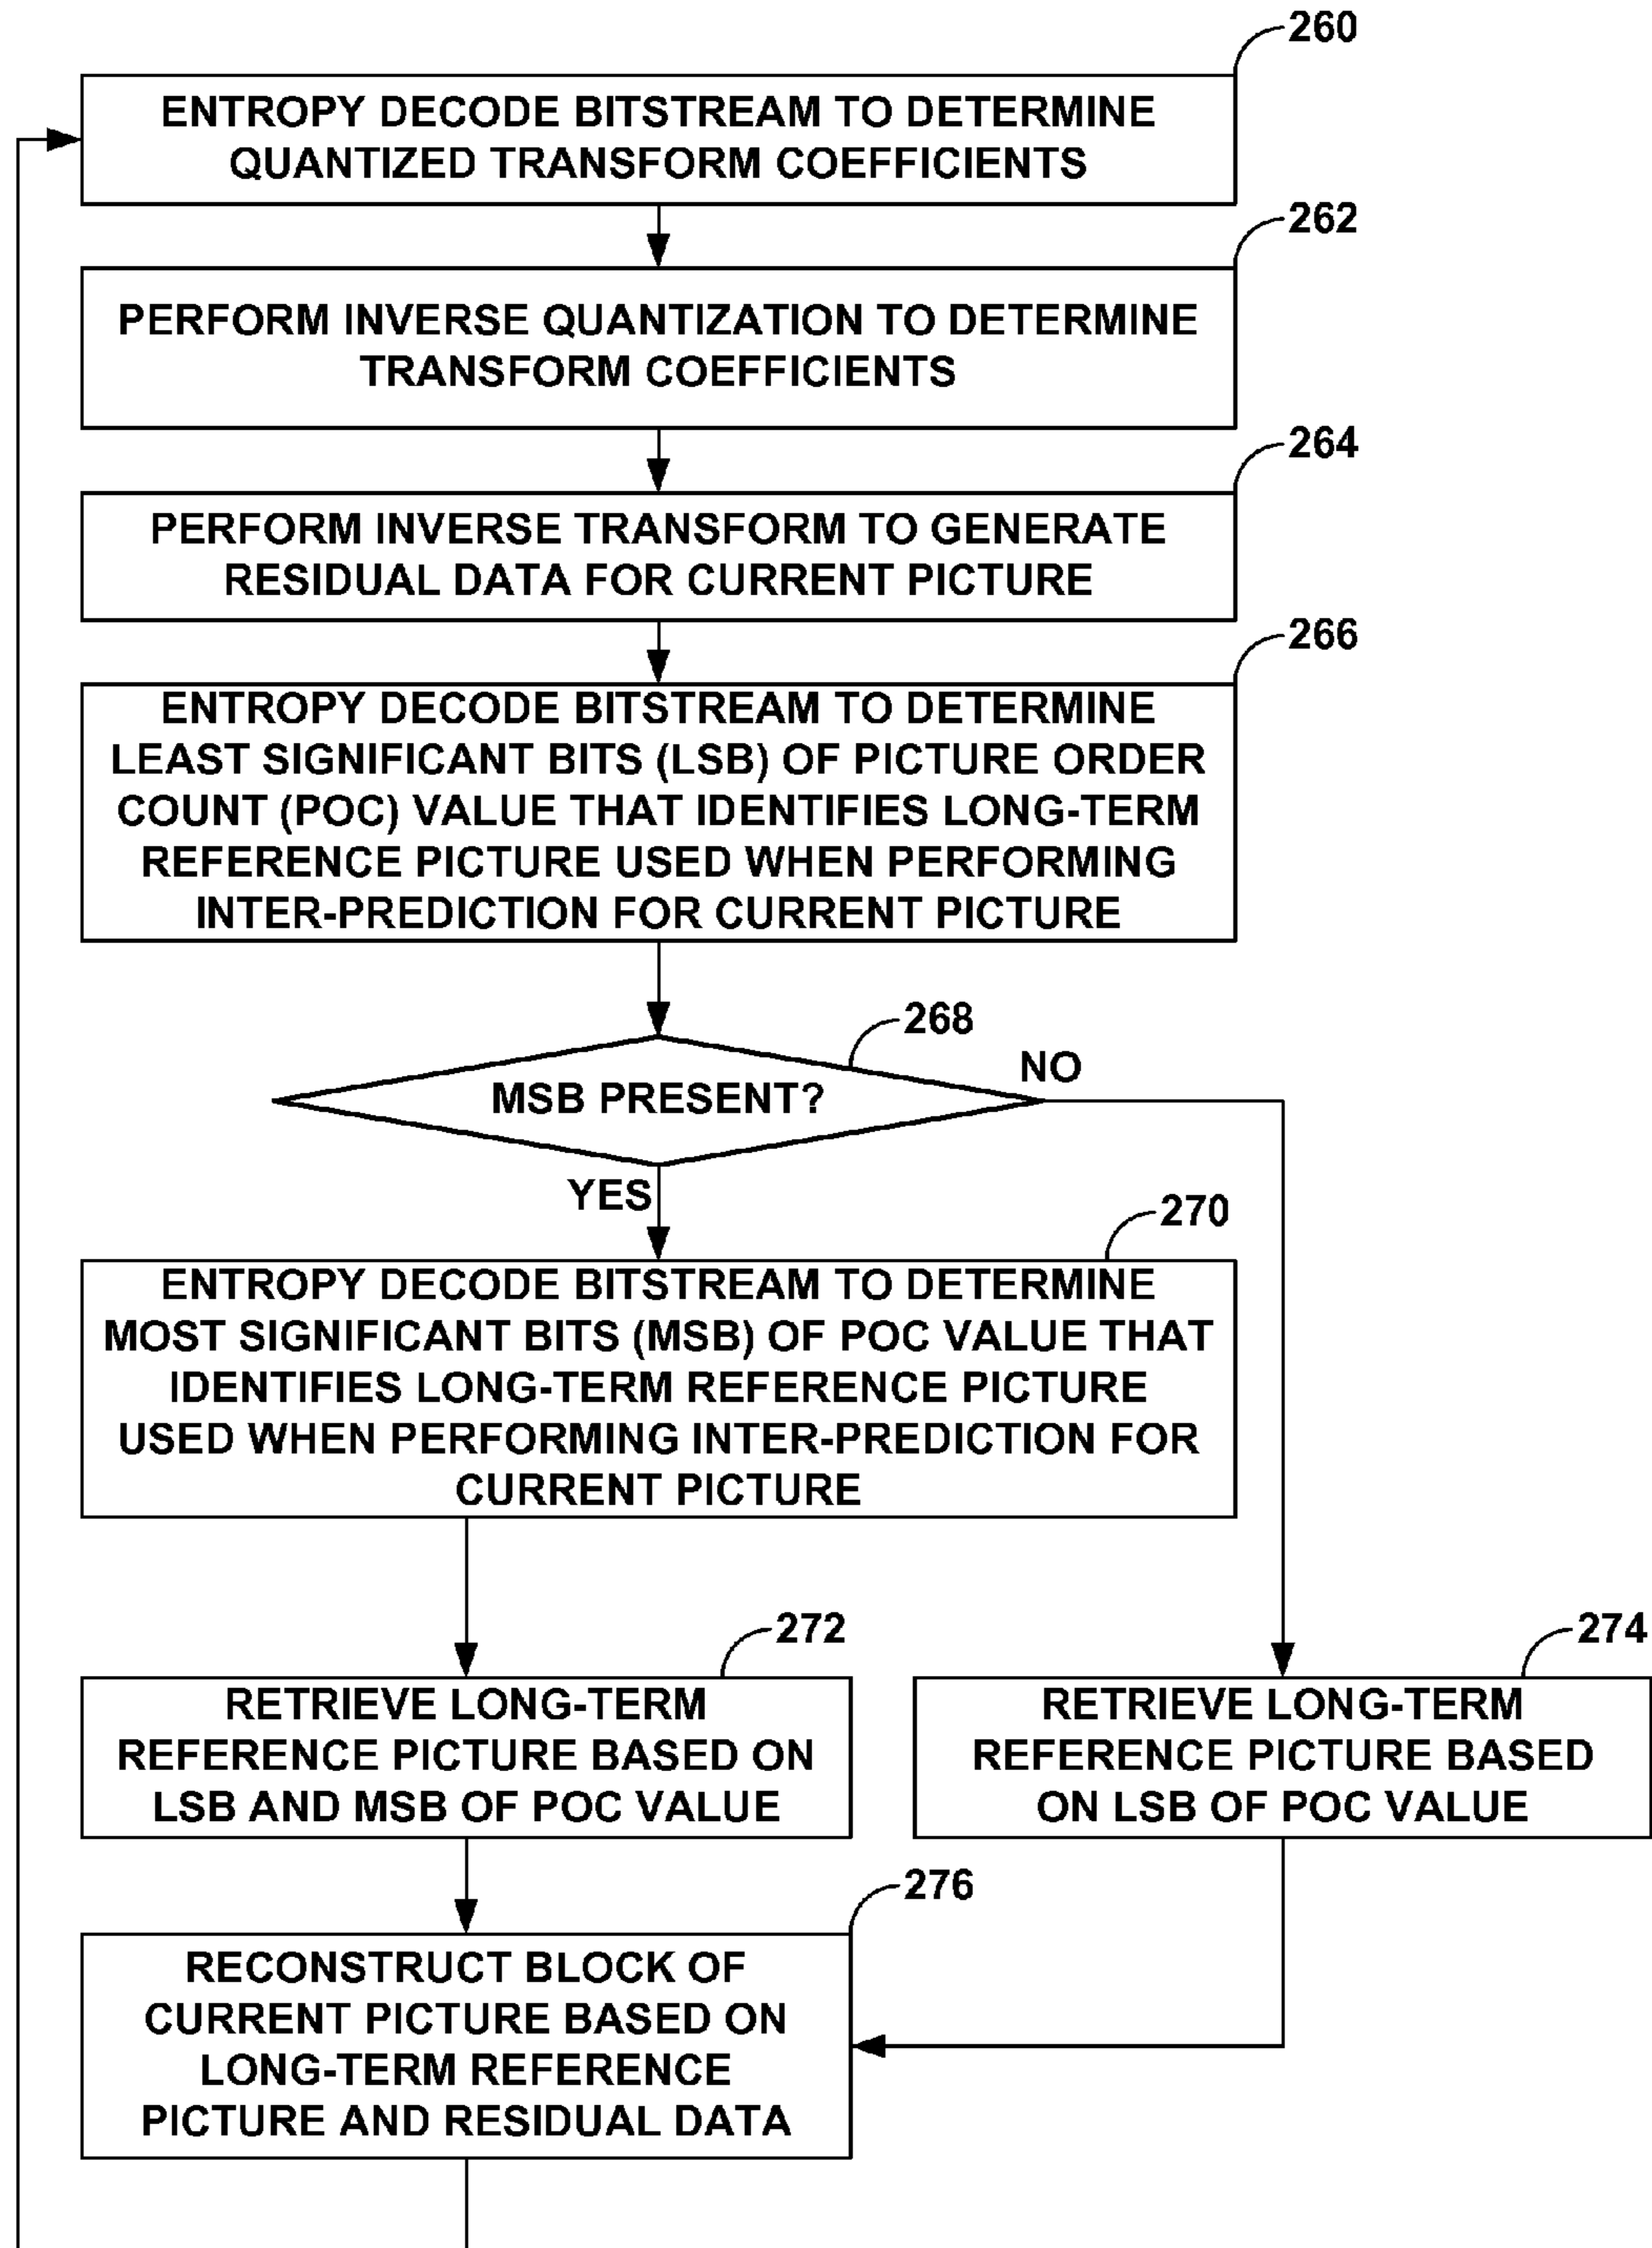 260
ENTROPY DECODE BITSTREAM TO DETERMINE
QUANTIZED TRANSFORM COEFFICIENTS
262
PERFORM INVERSE QUANTIZATION TO DETERMINE
TRANSFORM COEFFICIENTS
264
PERFORM INVERSE TRANSFORM TO GENERATE
RESIDUAL DATA FOR CURRENT PICTURE
266
ENTROPY DECODE BITSTREAM TO DETERMINE
LEAST SIGNIFICANT BITS (LSB) OF PICTURE ORDER
COUNT (POC) VALUE THAT IDENTIFIES LONG-TERM
REFERENCE PICTURE USED WHEN PERFORMING
INTER-PREDICTION FOR CURRENT PICTURE
268
NO
MSB PRESENT?
YES
270
ENTROPY DECODE BITSTREAM TO DETERMINE
MOST SIGNIFICANT BITS (MSB) OF POC VALUE THAT
IDENTIFIES LONG-TERM REFERENCE PICTURE
USED WHEN PERFORMING INTER-PREDICTION FOR
CURRENT PICTURE
272
RETRIEVE LONG-TERM
REFERENCE PICTURE BASED ON
LSB AND MSB OF POC VALUE
274
RETRIEVE LONG-TERM
REFERENCE PICTURE BASED
ON LSB OF POC VALUE
276
RECONSTRUCT BLOCK OF
CURRENT PICTURE BASED ON
LONG-TERM REFERENCE
PICTURE AND RESIDUAL DATA